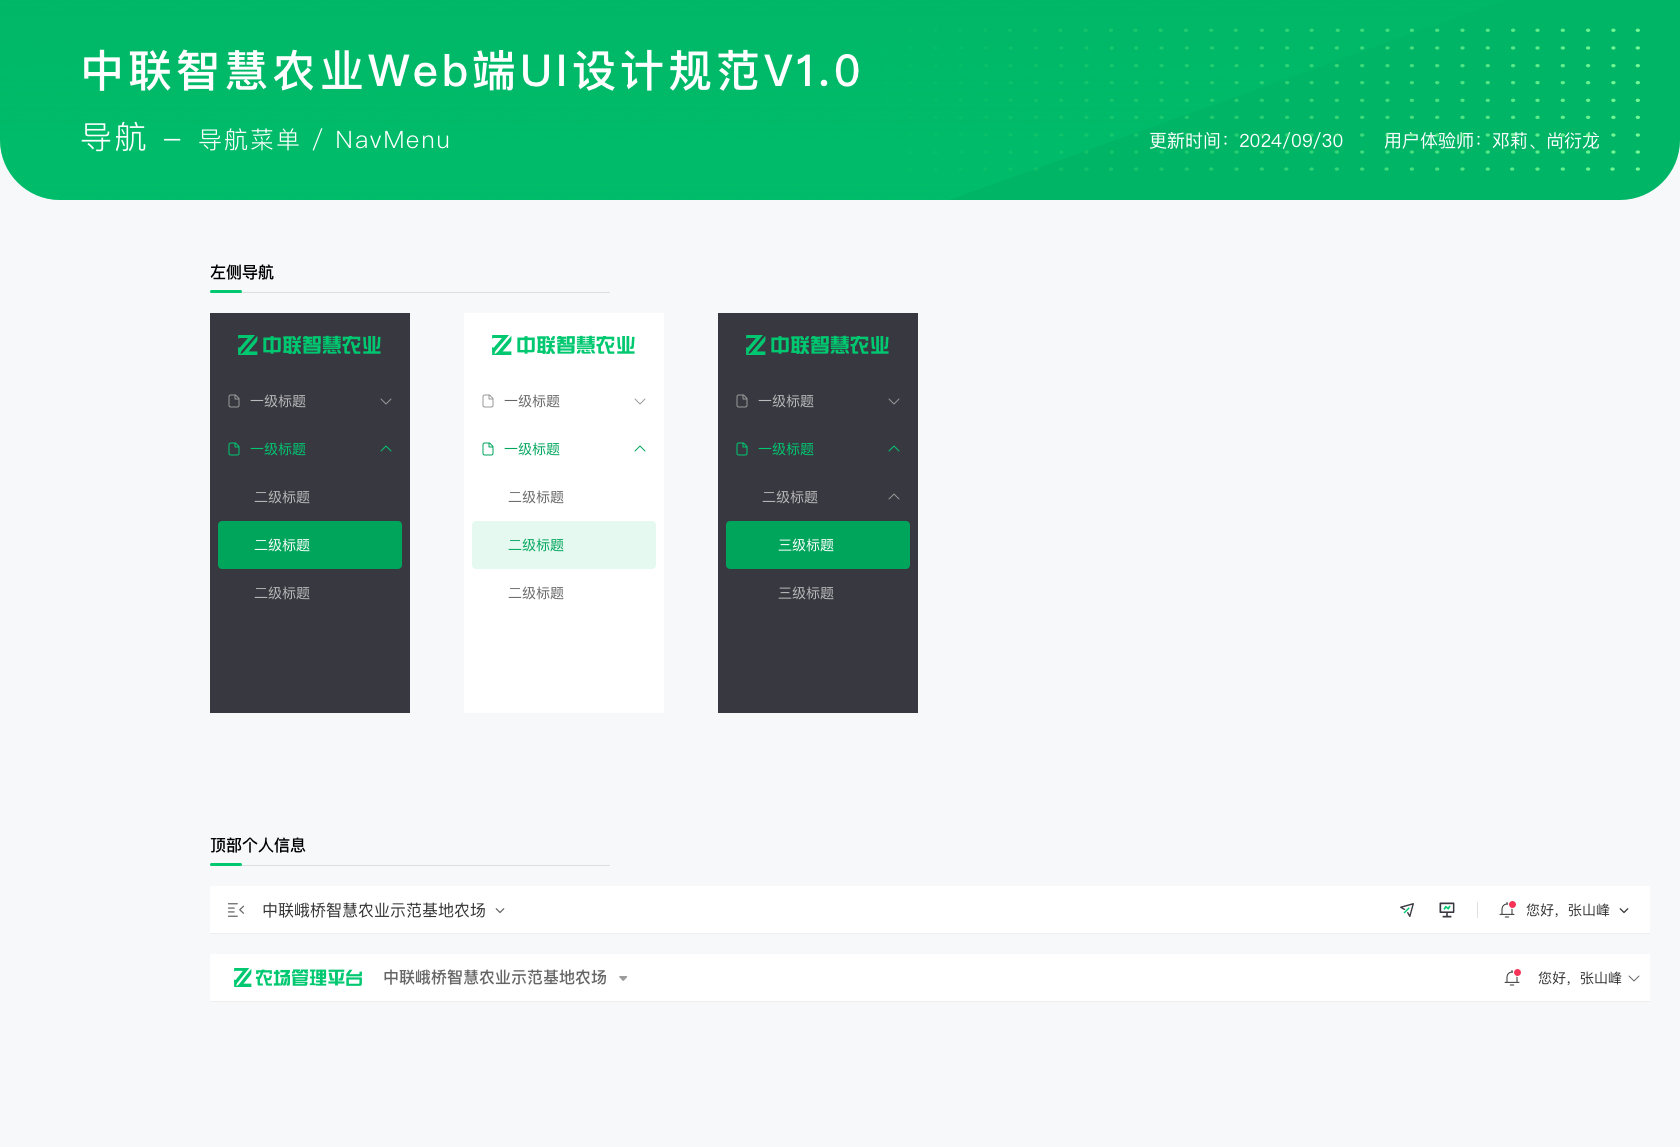 中联智慧农业Web端UI设计规范V1.0
导航 － 导航菜单 / NavMenu
更新时间：2024/09/30 用户体验师：邓莉、尚衍龙
左侧导航
中联智慧农业
一级标题
一级标题
二级标题
二级标题
二级标题
中联智慧农业
一级标题
一级标题
二级标题
二级标题
二级标题
中联智慧农业
一级标题
一级标题
二级标题
三级标题
三级标题
顶部个人信息
中联峨桥智慧农业示范基地农场
您好，张山峰
农场管理平台 中联峨桥智慧农业示范基地农场
您好，张山峰